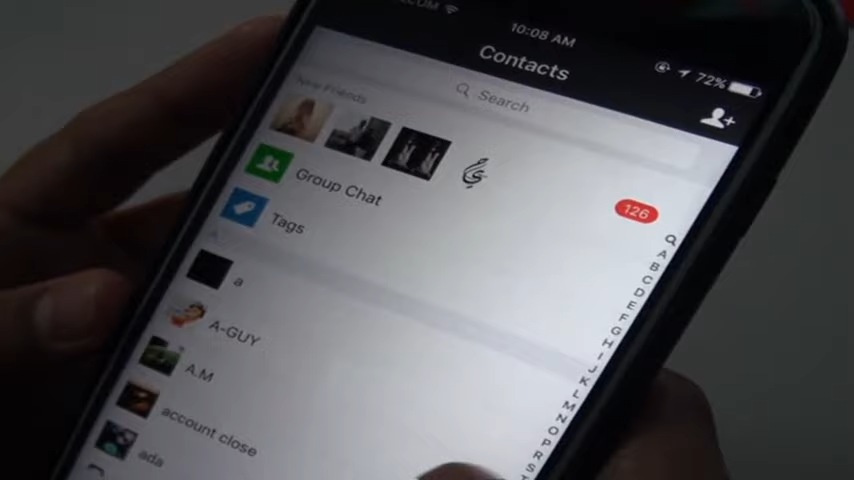 10:08 AM
72%
Contacts
Search
New Friends
126
Group Chat
Tags
a
A-GUY
A.M
account close
ada
A
B
C
D
E
F
G
H
I
J
K
L
M
N
O
P
R
S